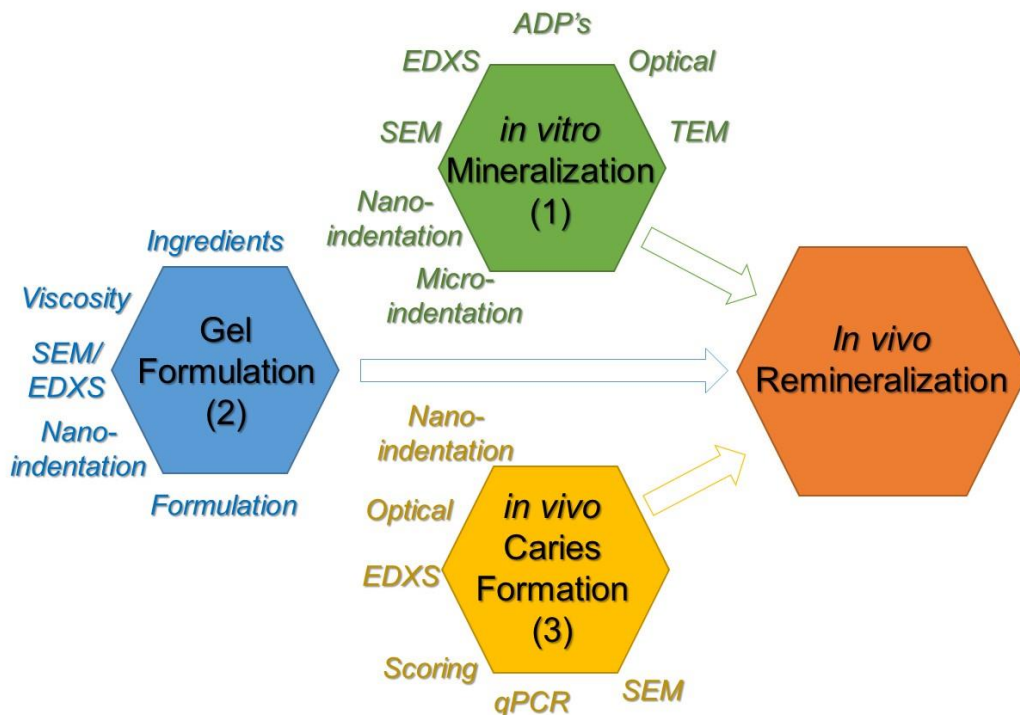 ADP's
EDXS
Optical
SEM
TEM
in vitro
Mineralization
(1)
Nano-
indentation
Micro-
indentation
Ingredients
Viscosity
SEM/
EDXS
Nano-
indentation
Formulation
Gel
Formulation
(2)
In vivo
Remineralization
Nano-
indentation
Optical
EDXS
Scoring
qPCR
SEM
in vivo
Caries
Formation
(3)